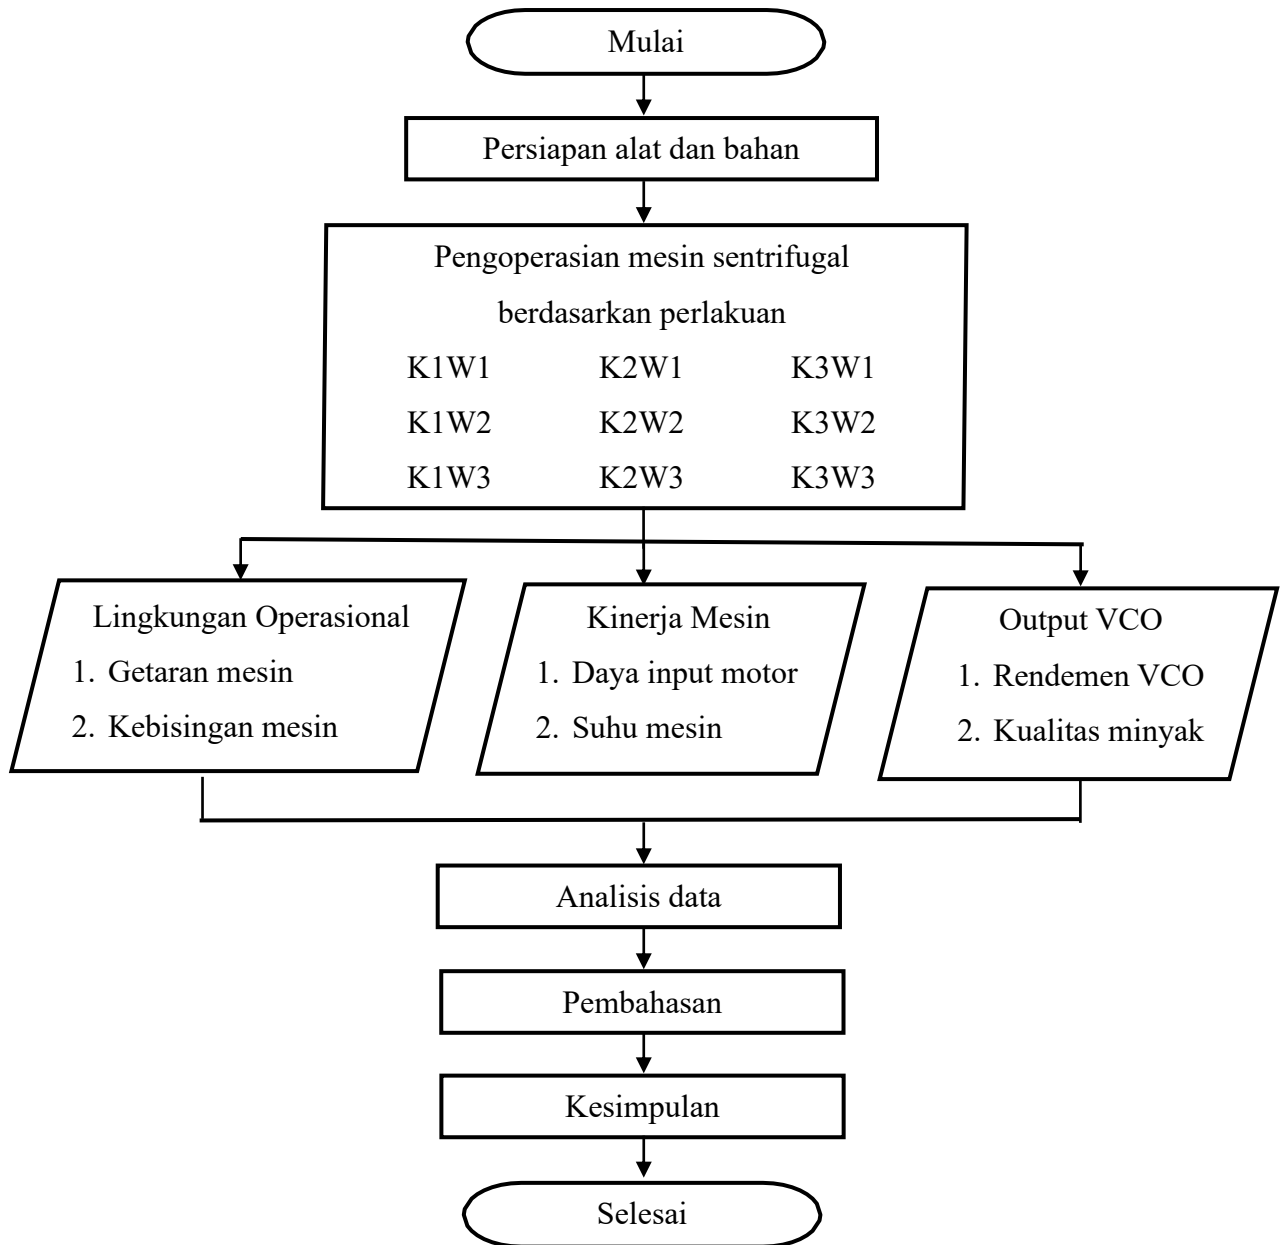 Mulai
Persiapan alat dan bahan
Pengoperasian mesin sentrifugal
berdasarkan perlakuan
K1W1 K2W1 K3W1
K1W2 K2W2 K3W2
K1W3 K2W3 K3W3
Lingkungan Operasional
1. Getaran mesin
2. Kebisingan mesin
Kinerja Mesin
1. Daya input motor
2. Suhu mesin
Output VCO
1. Rendemen VCO
2. Kualitas minyak
Analisis data
Pembahasan
Kesimpulan
Selesai